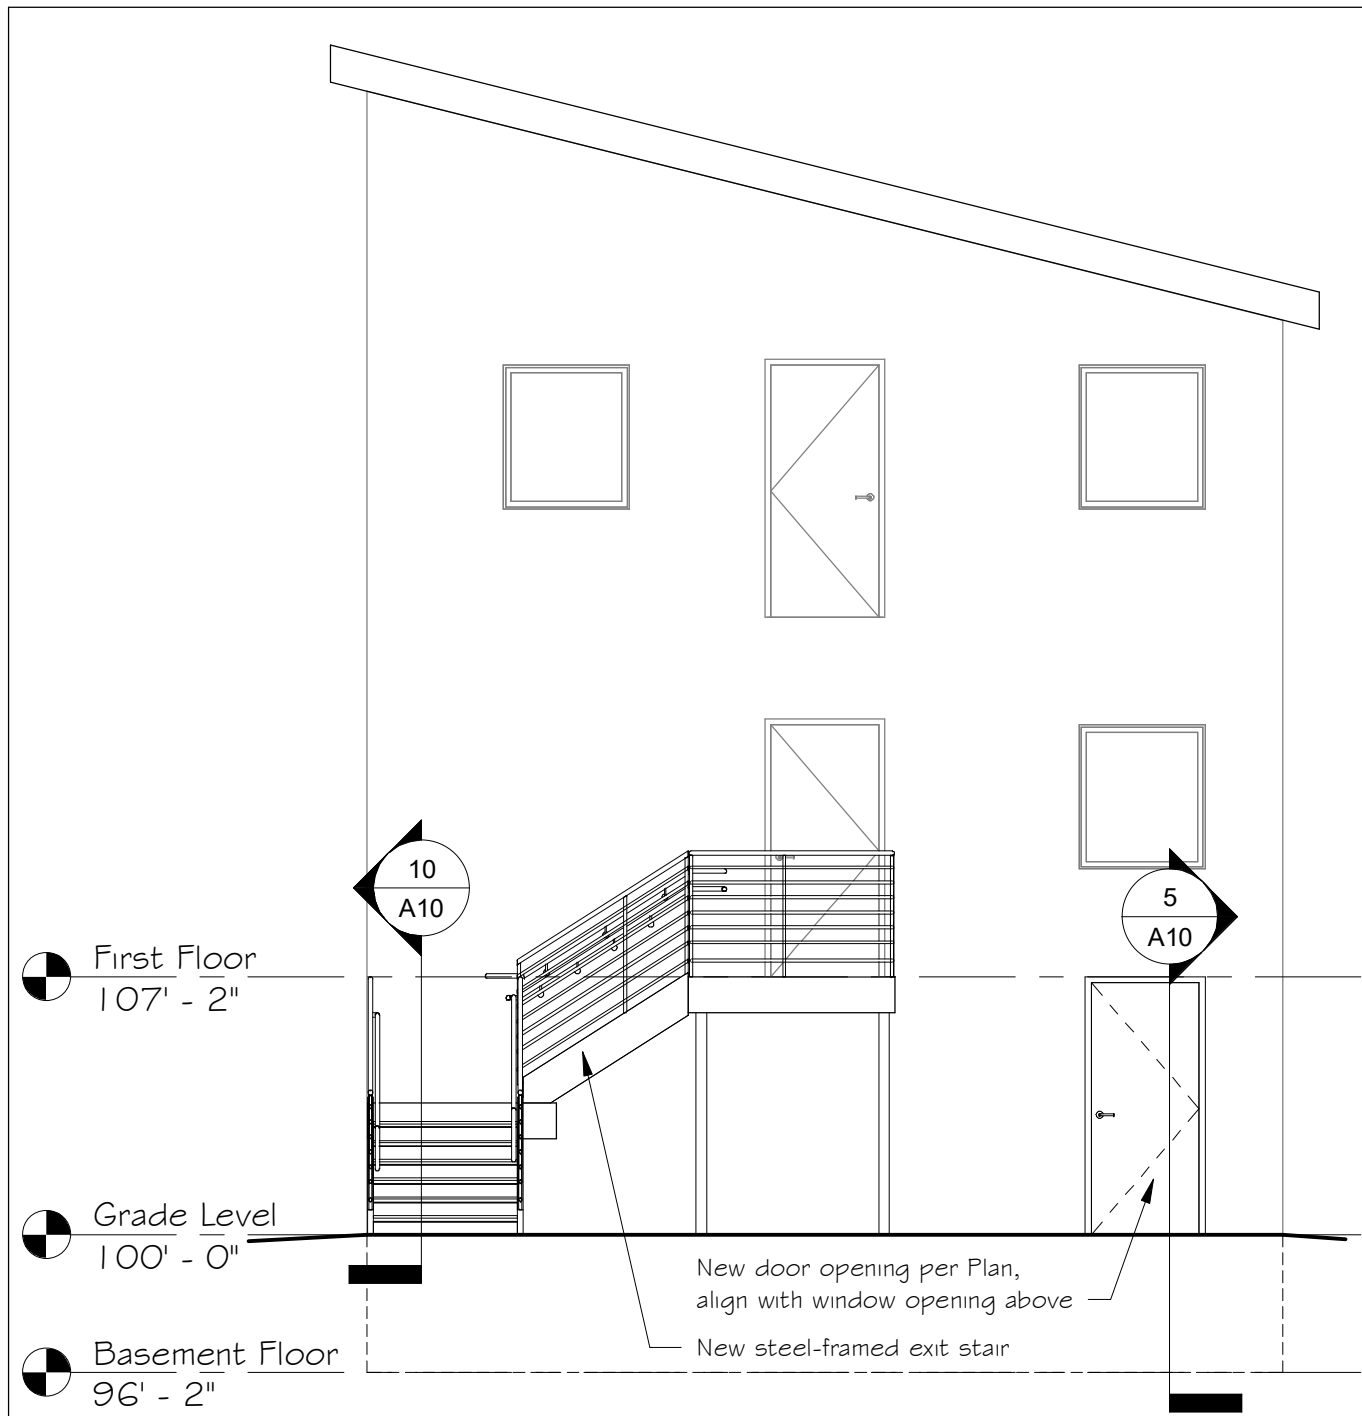 10
A10
5
A10
First Floor
107' - 2"
Grade Level
100' - 0"
New door opening per Plan,
align with window opening above
New steel-framed exit stair
Basement Floor
96' - 2"